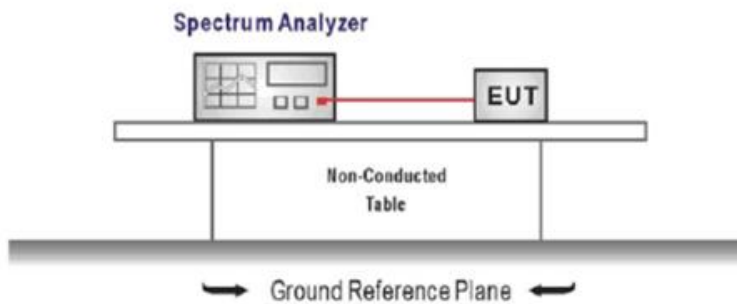 Spectrum Analyzer
EUT
Non-Conducted
Table
Ground Reference Plane